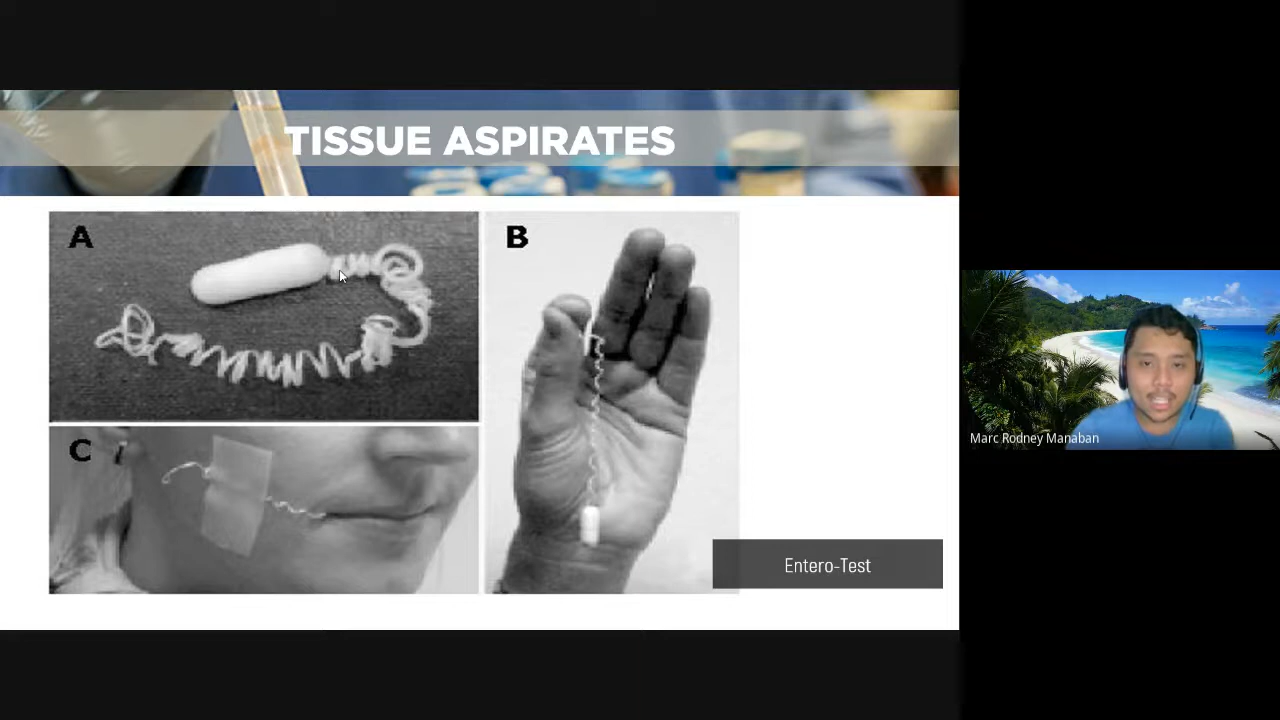 TISSUE ASPIRATES
A
B
C
Entero-Test
Marc Rodney Manaban